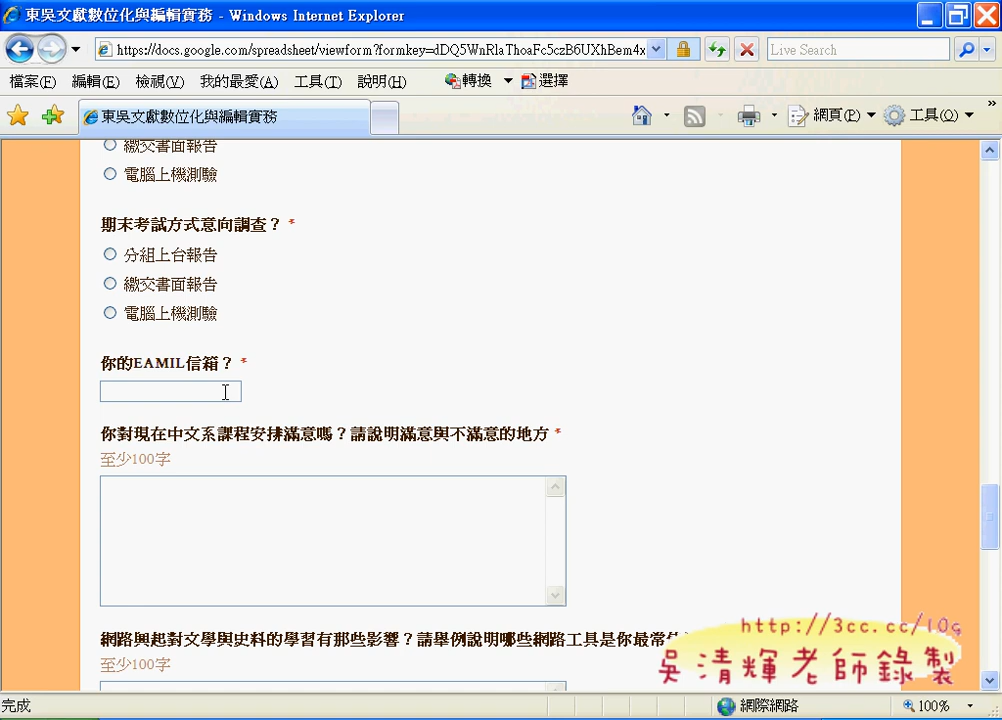 東吳文獻數位化與編輯實務 - Windows Internet Explorer
https://docs.google.com/spreadsheet/viewform?formkey=dDQ5WnRlaThoaFc5czB6UXhBem4x
Live Search
檔案(F) 編輯(E) 檢視(V) 我的最愛(A) 工具(T) 說明(H) 轉換 選擇
東吳文獻數位化與編輯實務
網頁(P) 工具(O)
繳交書面報告
電腦上機測驗
期末考試方式意向調查? *
分組上台報告
繳交書面報告
電腦上機測驗
你的EAMIL信箱? *
你對現在中文系課程安排滿意嗎?請說明滿意與不滿意的地方 *
至少100字
網路興起對文學與史料的學習有那些影響?請舉例說明哪些網路工具是你最常
至少100字
http://3cc.cc/10g
吳清輝老師錄製
完成
網際網路
100%